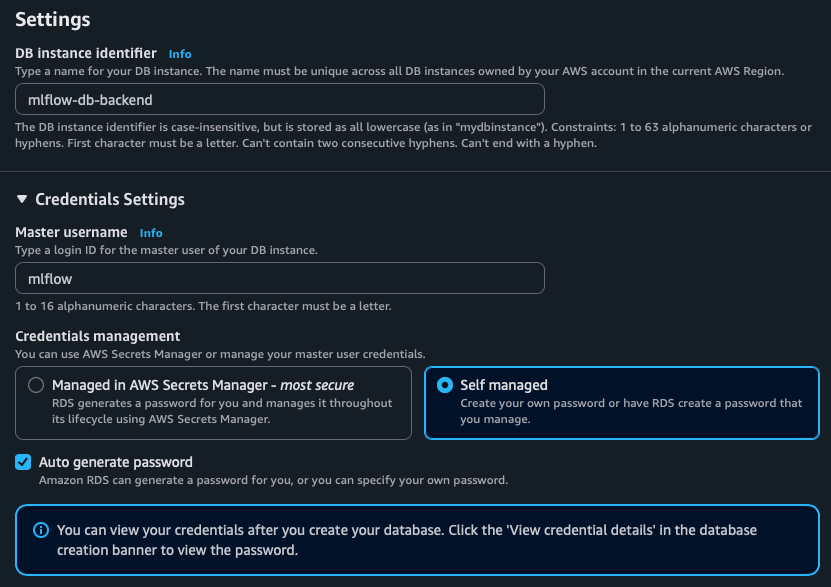 Settings
DB instance identifier Info
Type a name for your DB instance. The name must be unique across all DB instances owned by your AWS account in the current AWS Region.
mlflow-db-backend
The DB instance identifier is case-insensitive, but is stored as all lowercase (as in "mydbinstance"). Constraints: 1 to 63 alphanumeric characters or
hyphens. First character must be a letter. Can't contain two consecutive hyphens. Can't end with a hyphen.
Credentials Settings
Master username Info
Type a login ID for the master user of your DB instance.
mlflow
1 to 16 alphanumeric characters. The first character must be a letter.
Credentials management
You can use AWS Secrets Manager or manage your master user credentials.
Managed in AWS Secrets Manager - most secure
RDS generates a password for you and manages it throughout
its lifecycle using AWS Secrets Manager.
Self managed
Create your own password or have RDS create a password that
you manage.
Auto generate password
Amazon RDS can generate a password for you, or you can specify your own password.
You can view your credentials after you create your database. Click the 'View credential details' in the database
creation banner to view the password.